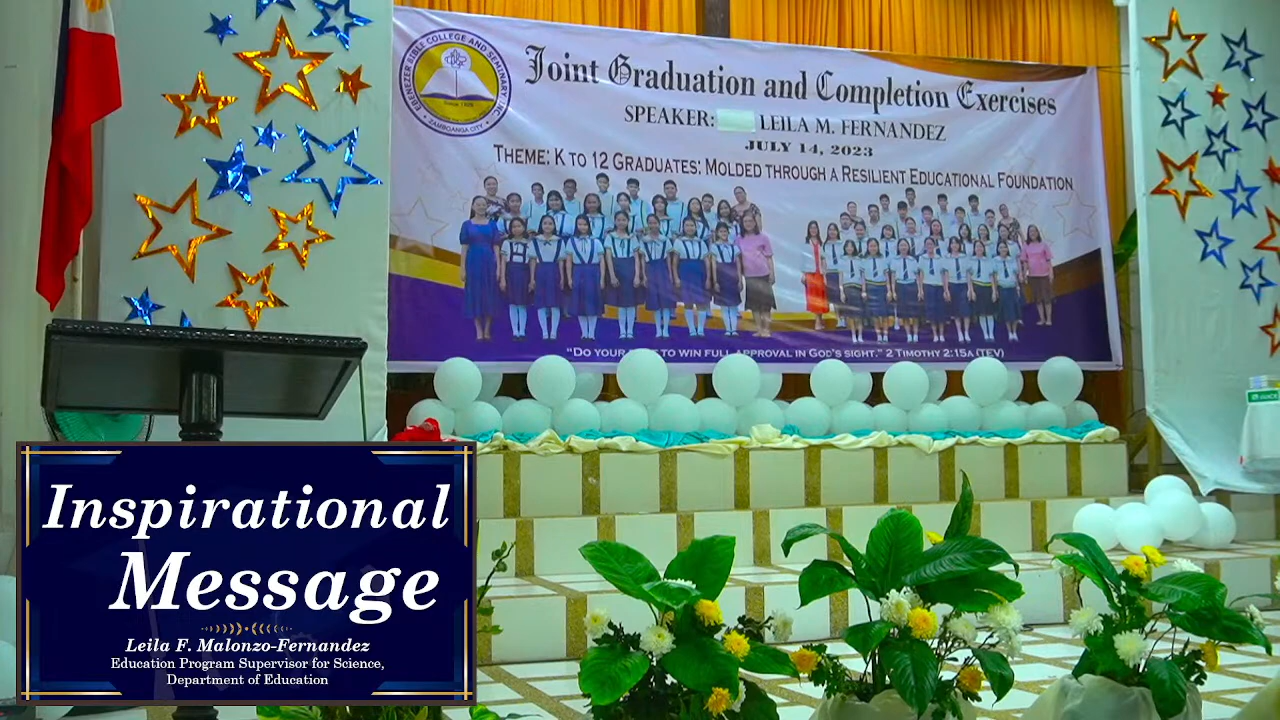 EBENEZER BIBLE COLLEGE AND SEMINARY, INC.
Since 1928
ZAMBOANGA CITY
Joint Graduation and Completion Exercises
SPEAKER: LEILA M. FERNANDEZ
JULY 14, 2023
THEME: K TO 12 GRADUATES: MOLDED THROUGH A RESILIENT EDUCATIONAL FOUNDATION
"DO YOUR TO WIN FULL APPROVAL IN GOD'S SIGHT." 2 TIMOTHY 2:15A (TEV)
Inspirational
Message
Leila F. Malonzo-Fernandez
Education Program Supervisor for Science,
Department of Education